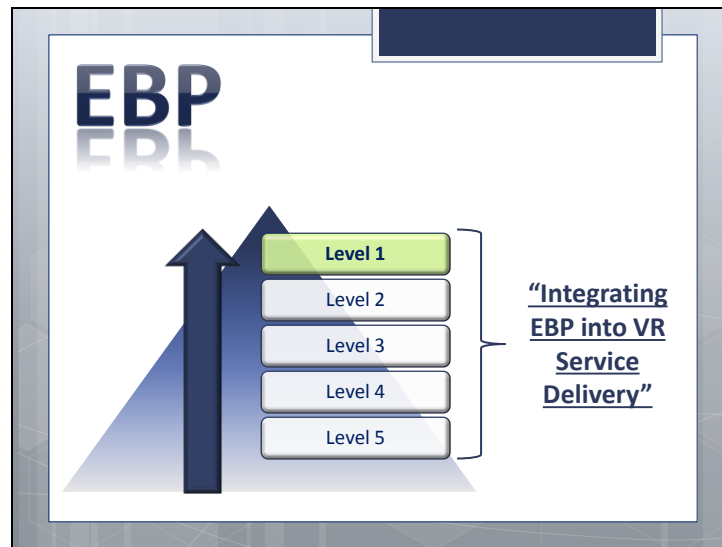 EBP
Level 1
Level 2
Level 3
Level 4
Level 5
“Integrating
EBP into VR
Service
Delivery”